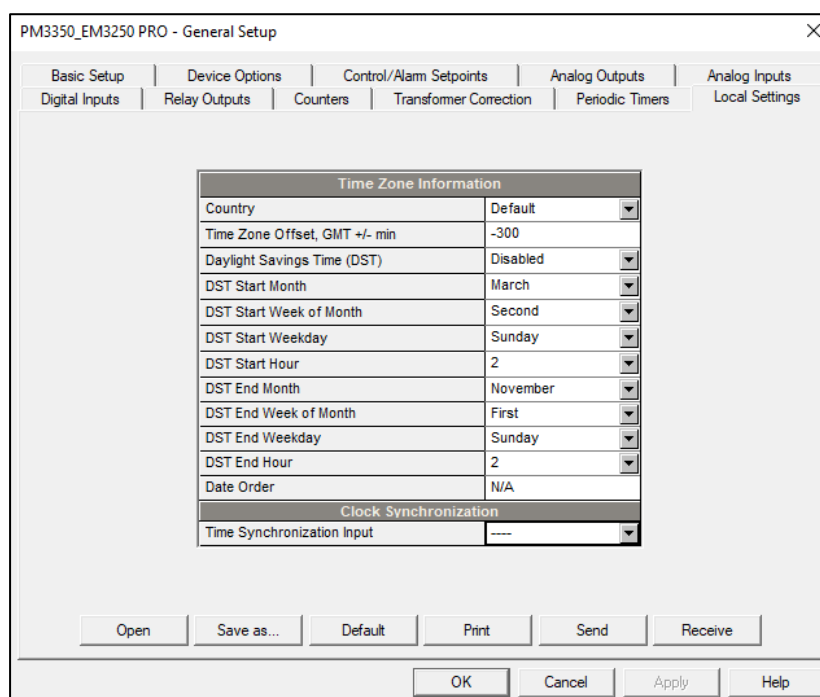 PM3350_EM3250 PRO - General Setup
Basic Setup Device Options Control/Alarm Setpoints Analog Outputs Analog Inputs
Digital Inputs Relay Outputs Counters Transformer Correction Periodic Timers Local Settings
Time Zone Information
Country Default
Time Zone Offset, GMT +/- min -300
Daylight Savings Time (DST) Disabled
DST Start Month March
DST Start Week of Month Second
DST Start Weekday Sunday
DST Start Hour 2
DST End Month November
DST End Week of Month First
DST End Weekday Sunday
DST End Hour 2
Date Order N/A
Clock Synchronization
Time Synchronization Input ----
Open Save as... Default Print Send Receive
OK Cancel Apply Help